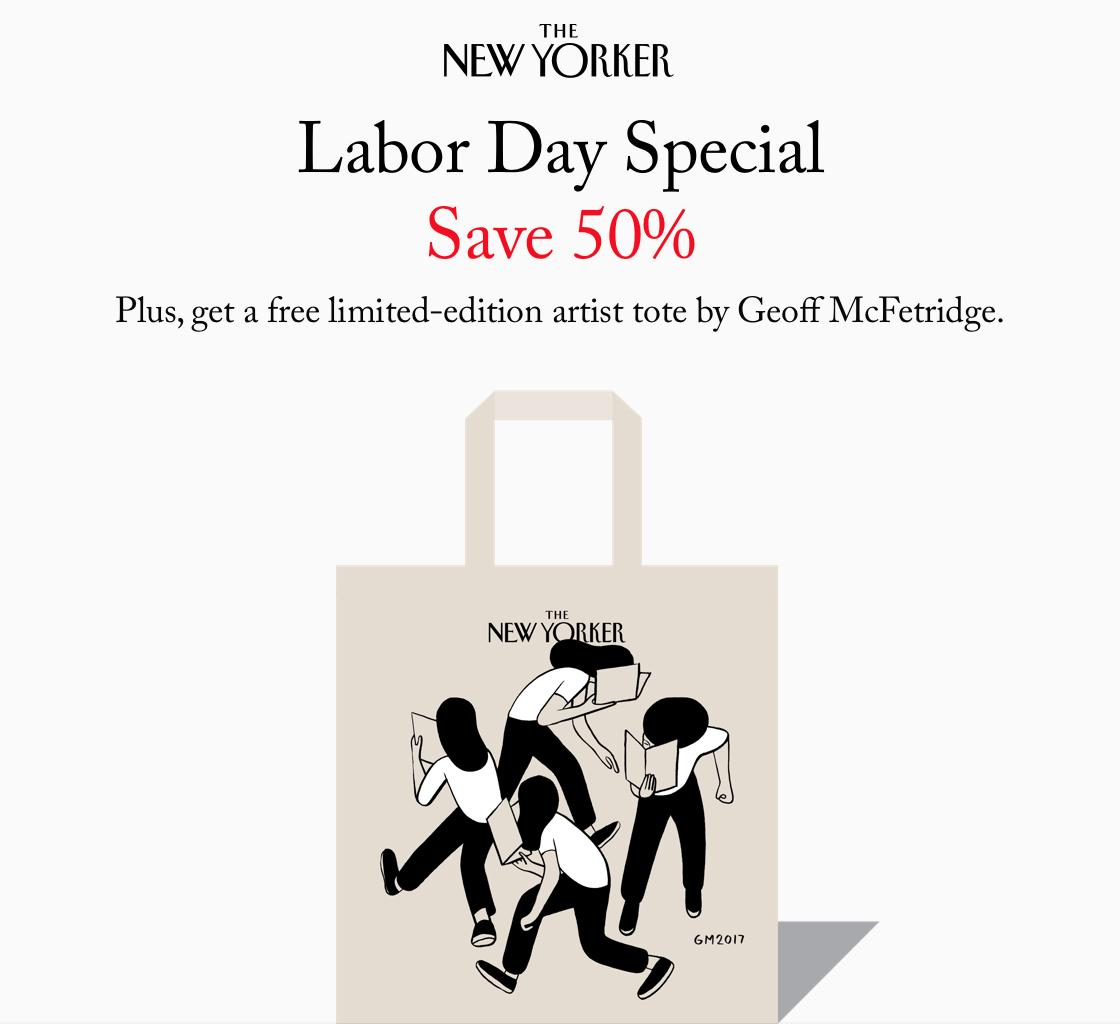 THE
NEW YORKER
Labor Day Special
Save 50%
Plus, get a free limited-edition artist tote by Geoff McFetridge.
THE
NEW YORKER
GM2017